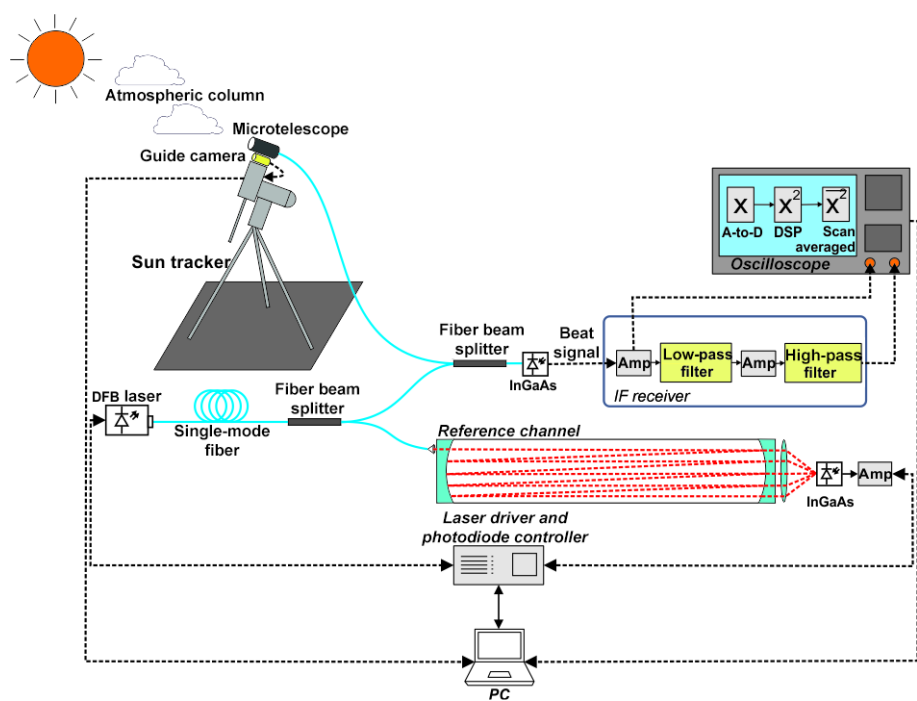 Atmospheric column
Microtelescope
Guide camera
Sun tracker
X
X²
X̅²̅
A-to-D
DSP
Scan
averaged
Oscilloscope
Fiber beam
splitter
Beat
signal
InGaAs
Amp
Low-pass
filter
Amp
High-pass
filter
IF receiver
DFB laser
Single-mode
fiber
Fiber beam
splitter
Reference channel
InGaAs
Amp
Laser driver and
photodiode controller
PC